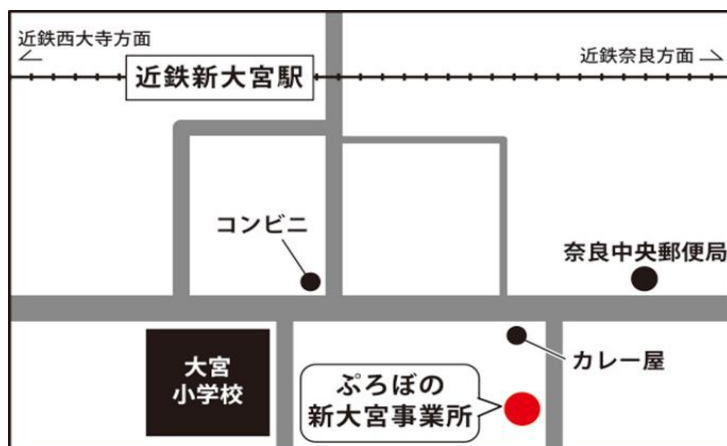 近鉄西大寺方面
近鉄奈良方面
近鉄新大宮駅
コンビニ
奈良中央郵便局
大宮
小学校
カレー屋
ぷろぼの
新大宮事業所